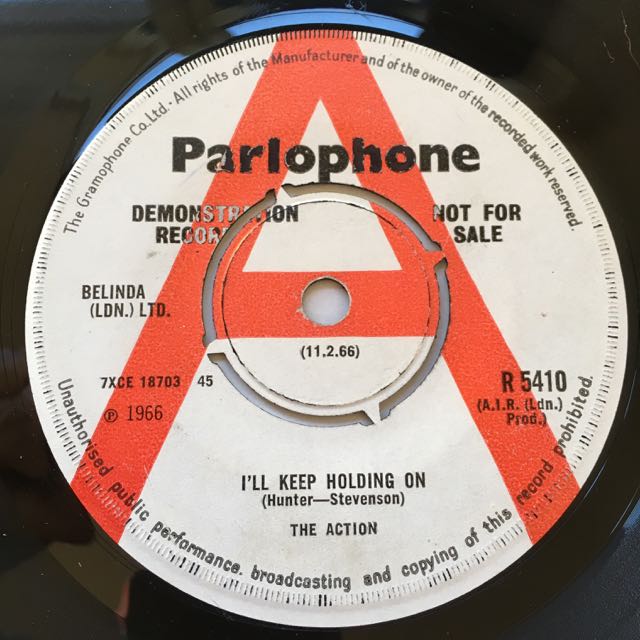 The Gramophone Co. Ltd. - All rights of the Manufacturer and of the owner of the recorded work reserved.
Parlophone
DEMONSTRATION
RECORD
NOT FOR
SALE
BELINDA
(LDN.) LTD.
(11.2.66)
7XCE 18703 45
℗ 1966
R 5410
(A.I.R. (Ldn.)
Prod.)
I'LL KEEP HOLDING ON
(Hunter—Stevenson)
THE ACTION
Unauthorised public performance, broadcasting and copying of this record prohibited.